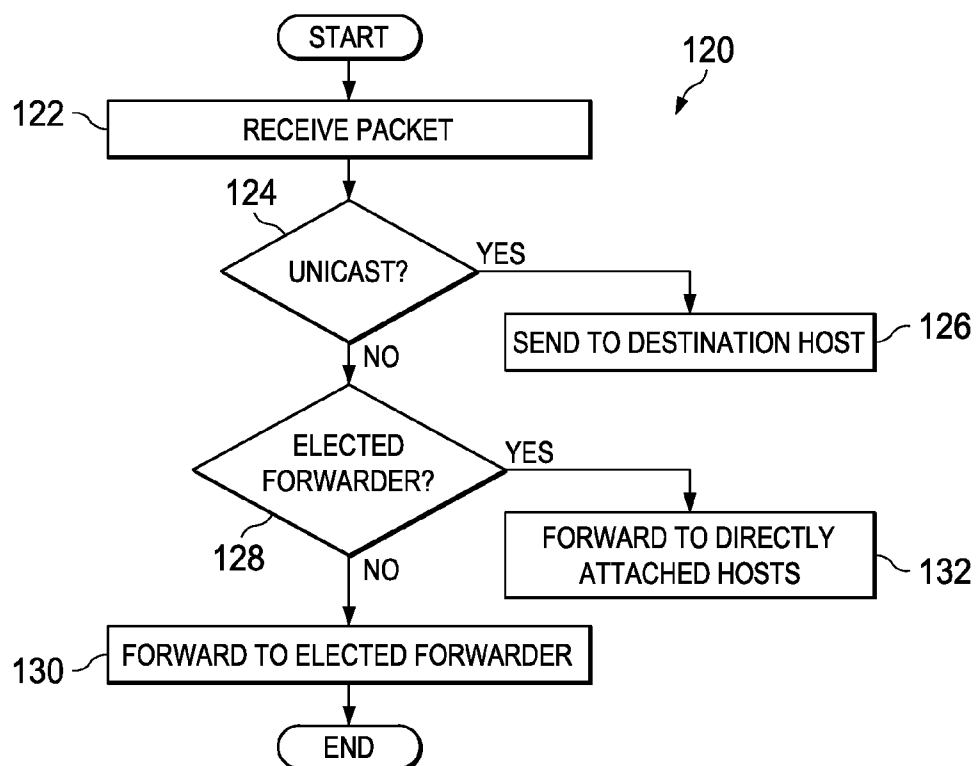 START
120
122
RECEIVE PACKET
124
UNICAST?
YES
SEND TO DESTINATION HOST
126
NO
ELECTED
FORWARDER?
YES
128
FORWARD TO DIRECTLY
ATTACHED HOSTS
132
NO
130
FORWARD TO ELECTED FORWARDER
END